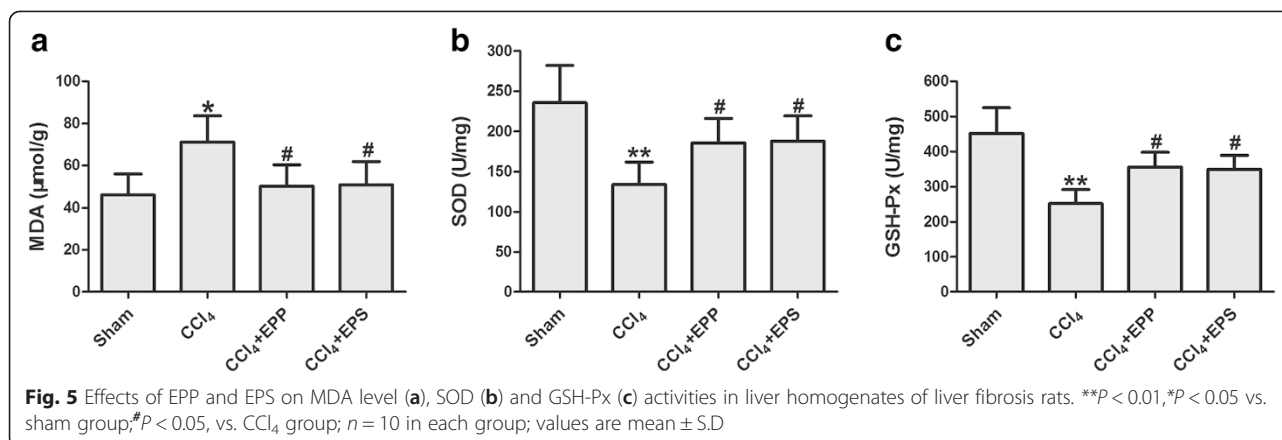 a
MDA (µmol/g)
100
80
60
40
20
0
*
#
#
Sham
CCl₄
CCl₄+EPP
CCl₄+EPS
b
SOD (U/mg)
300
250
200
150
100
50
0
**
#
#
Sham
CCl₄
CCl₄+EPP
CCl₄+EPS
c
GSH-Px (U/mg)
600
500
400
300
200
100
0
**
#
#
Sham
CCl₄
CCl₄+EPP
CCl₄+EPS
Fig. 5 Effects of EPP and EPS on MDA level (a), SOD (b) and GSH-Px (c) activities in liver homogenates of liver fibrosis rats. **P < 0.01,*P < 0.05 vs.
sham group;#P < 0.05, vs. CCl₄ group; n = 10 in each group; values are mean ± S.D